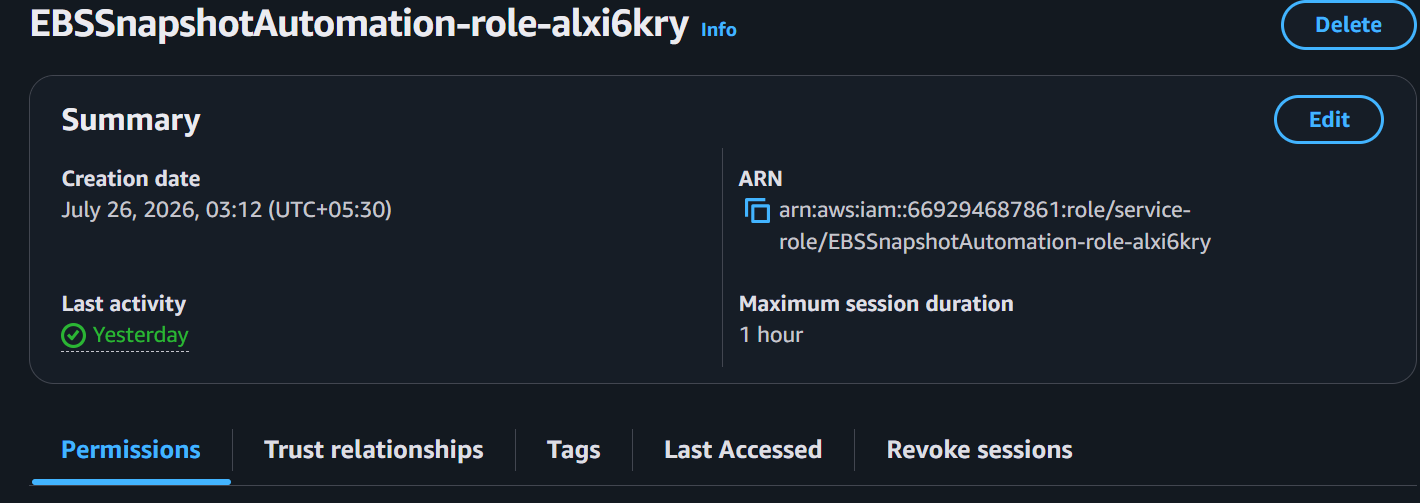 EBSSnapshotAutomation-role-alxi6kry Info
Delete
Summary
Edit
Creation date
July 26, 2026, 03:12 (UTC+05:30)
ARN
arn:aws:iam::669294687861:role/service-
role/EBSSnapshotAutomation-role-alxi6kry
Last activity
Yesterday
Maximum session duration
1 hour
Permissions
Trust relationships
Tags
Last Accessed
Revoke sessions